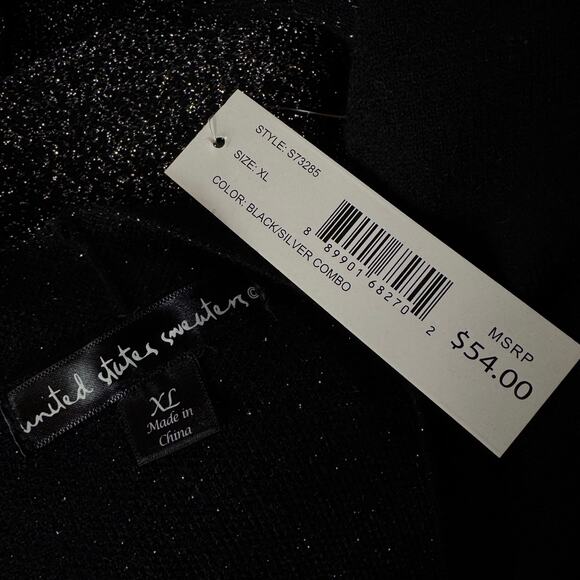 STYLE: S73285
SIZE: XL
COLOR: BLACK/SILVER COMBO
8 89901 68270 2
MSRP
$54.00
united states sweaters©
XL
Made in
China